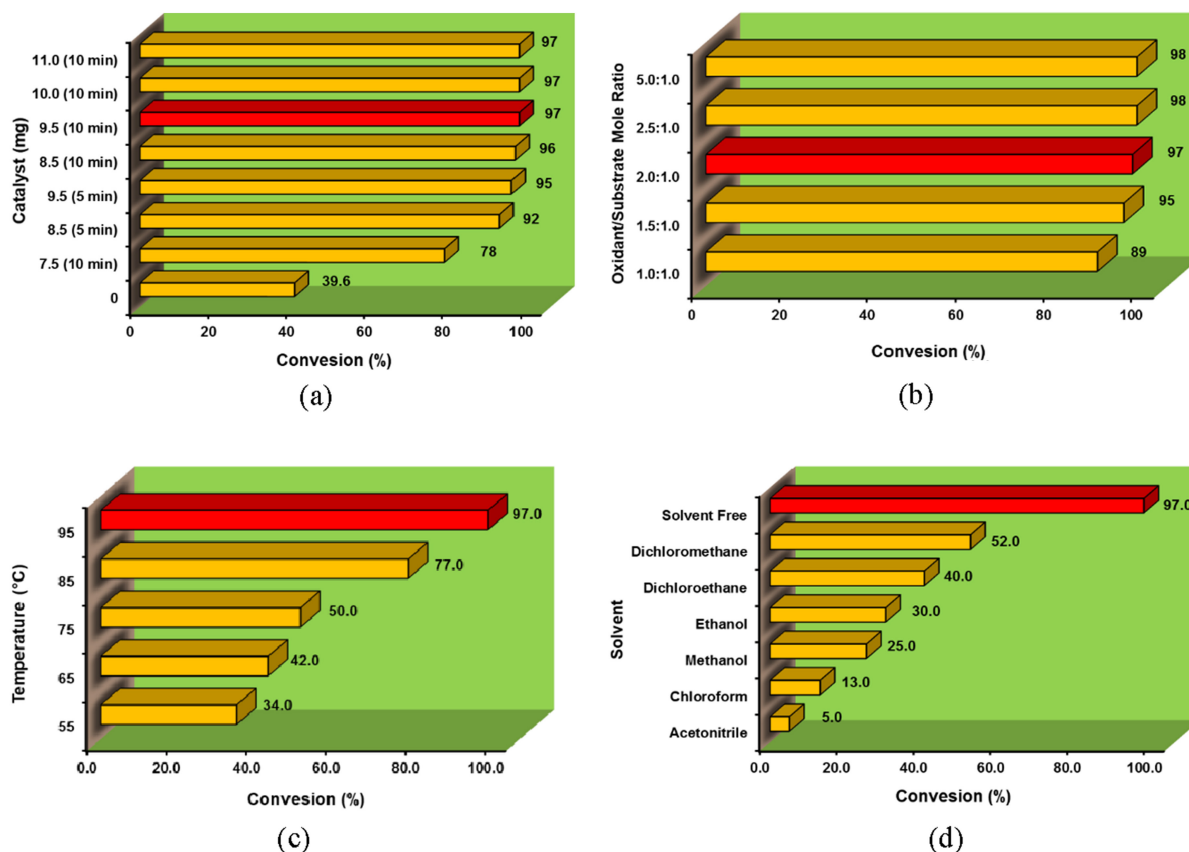 Catalyst (mg)
11.0 (10 min)
97
10.0 (10 min)
97
9.5 (10 min)
97
8.5 (10 min)
96
9.5 (5 min)
95
8.5 (5 min)
92
7.5 (10 min)
78
0
39.6
0 20 40 60 80 100
Convesion (%)
(a)
Oxidant/Substrate Mole Ratio
5.0:1.0
98
2.5:1.0
98
2.0:1.0
97
1.5:1.0
95
1.0:1.0
89
0 20 40 60 80 100
Convesion (%)
(b)
Temperature (°C)
95
97.0
85
77.0
75
50.0
65
42.0
55
34.0
0.0 20.0 40.0 60.0 80.0 100.0
Convesion (%)
(c)
Solvent
Solvent Free
97.0
Dichloromethane
52.0
Dichloroethane
40.0
Ethanol
30.0
Methanol
25.0
Chloroform
13.0
Acetonitrile
5.0
0.0 20.0 40.0 60.0 80.0 100.0
Convesion (%)
(d)